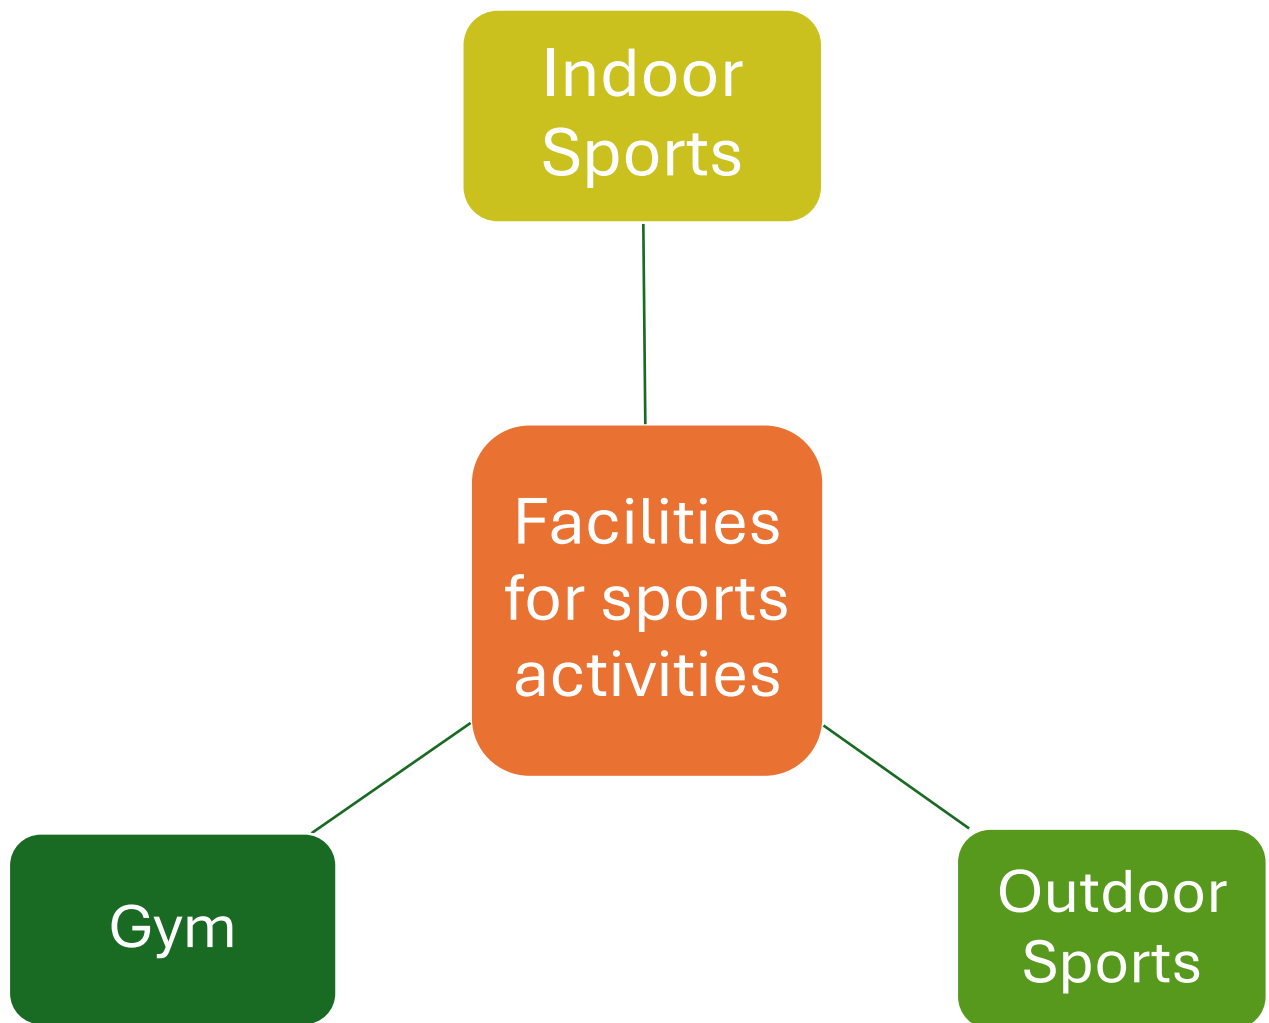 Indoor
Sports
Facilities
for sports
activities
Gym
Outdoor
Sports